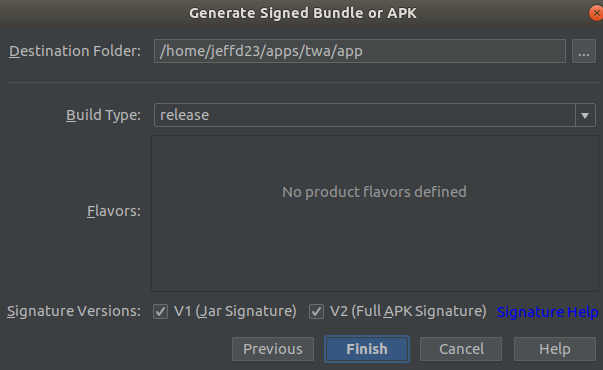 Generate Signed Bundle or APK
Destination Folder: /home/jeffd23/apps/twa/app ...
Build Type: release
No product flavors defined
Flavors:
Signature Versions: V1 (Jar Signature) V2 (Full APK Signature) Signature Help
Previous Finish Cancel Help